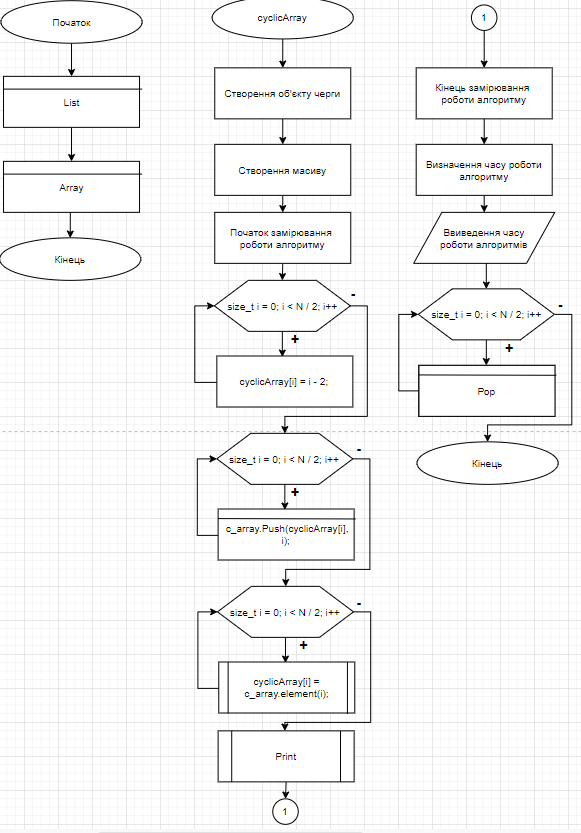 Початок
List
Array
Кінець
cyclicArray
Створення об'єкту черги
Створення масиву
Початок замірювання
роботи алгоритму
size_t i = 0; i < N / 2; i++
-
+
cyclicArray[i] = i - 2;
size_t i = 0; i < N / 2; i++
-
+
c_array.Push(cyclicArray[i],
i);
size_t i = 0; i < N / 2; i++
-
+
cyclicArray[i] =
c_array.element(i);
Print
1
1
Кінець замірювання
роботи алгоритму
Визначення часу роботи
алгоритму
Ввиведення часу
роботи алгоритмів
size_t i = 0; i < N / 2; i++
-
+
Pop
Кінець